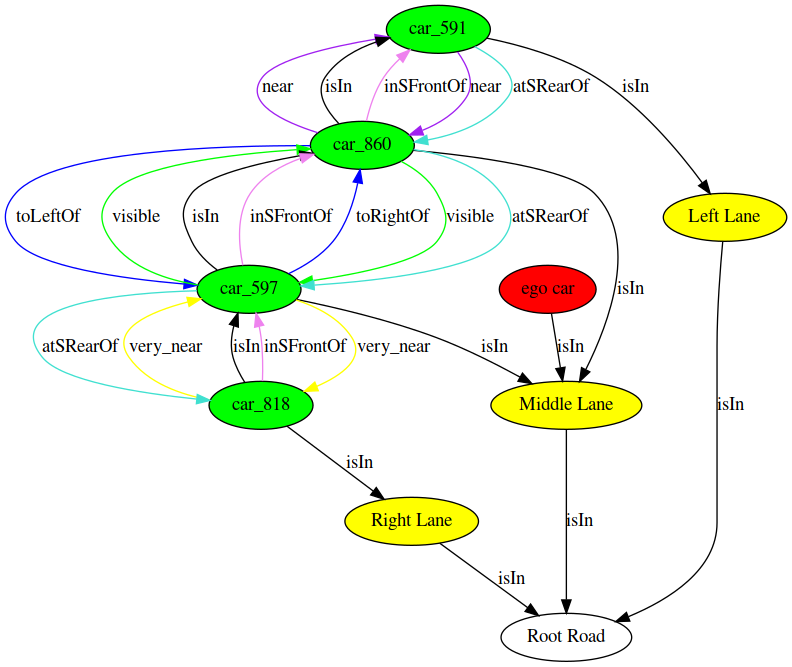 car_591
near
isIn
inSFrontOf
near
atSRearOf
isIn
car_860
toLeftOf
visible
isIn
inSFrontOf
toRightOf
visible
atSRearOf
Left Lane
car_597
ego car
isIn
atSRearOf
very_near
isIn
inSFrontOf
very_near
isIn
isIn
car_818
Middle Lane
isIn
isIn
Right Lane
isIn
isIn
Root Road